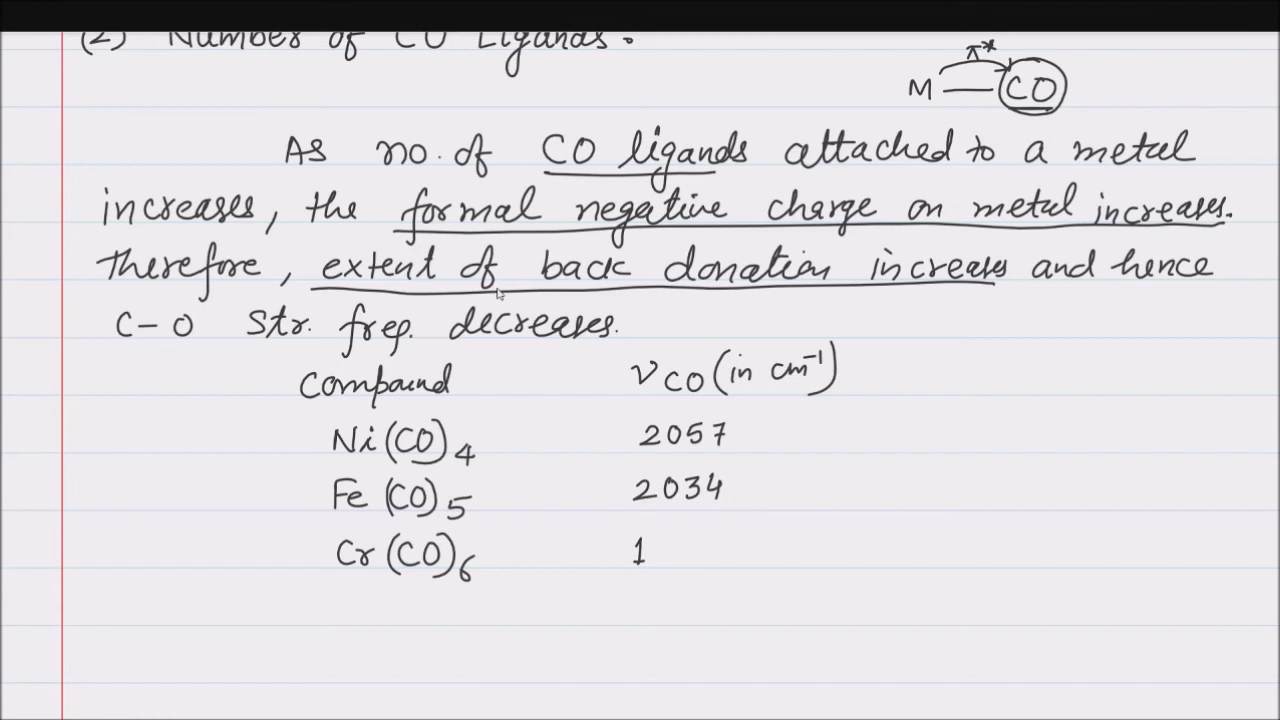 (2) Number of CO Ligands.
π*
M — CO
As no. of CO ligands attached to a metal
increases, the formal negative charge on metal increases.
Therefore, extent of back donation increases and hence
C-O str. freq. decreases.
Compound ν CO (in cm⁻¹)
Ni(CO)₄ 2057
Fe(CO)₅ 2034
Cr(CO)₆ 1